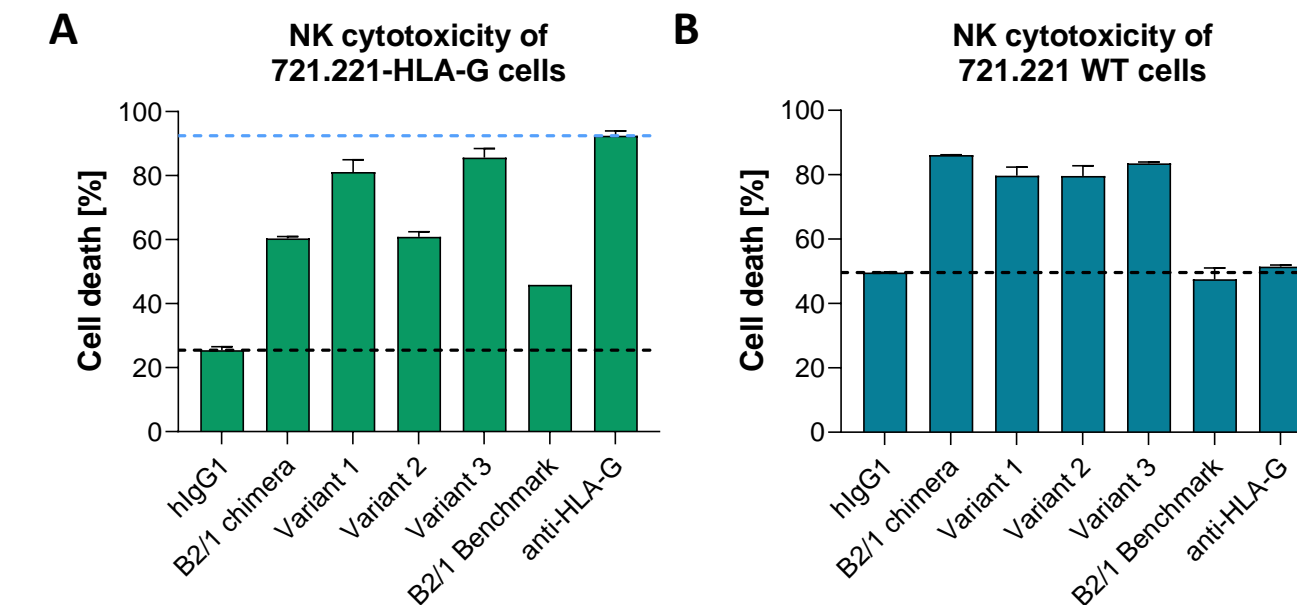 A
NK cytotoxicity of
721.221-HLA-G cells
Cell death [%]
100
80
60
40
20
0
hIgG1
B2/1 chimera
Variant 1
Variant 2
Variant 3
B2/1 Benchmark
anti-HLA-G
B
NK cytotoxicity of
721.221 WT cells
Cell death [%]
100
80
60
40
20
0
hIgG1
B2/1 chimera
Variant 1
Variant 2
Variant 3
B2/1 Benchmark
anti-HLA-G